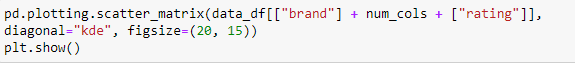 pd.plotting.scatter_matrix(data_df[["brand"] + num_cols + ["rating"]],
diagonal="kde", figsize=(20, 15))
plt.show()